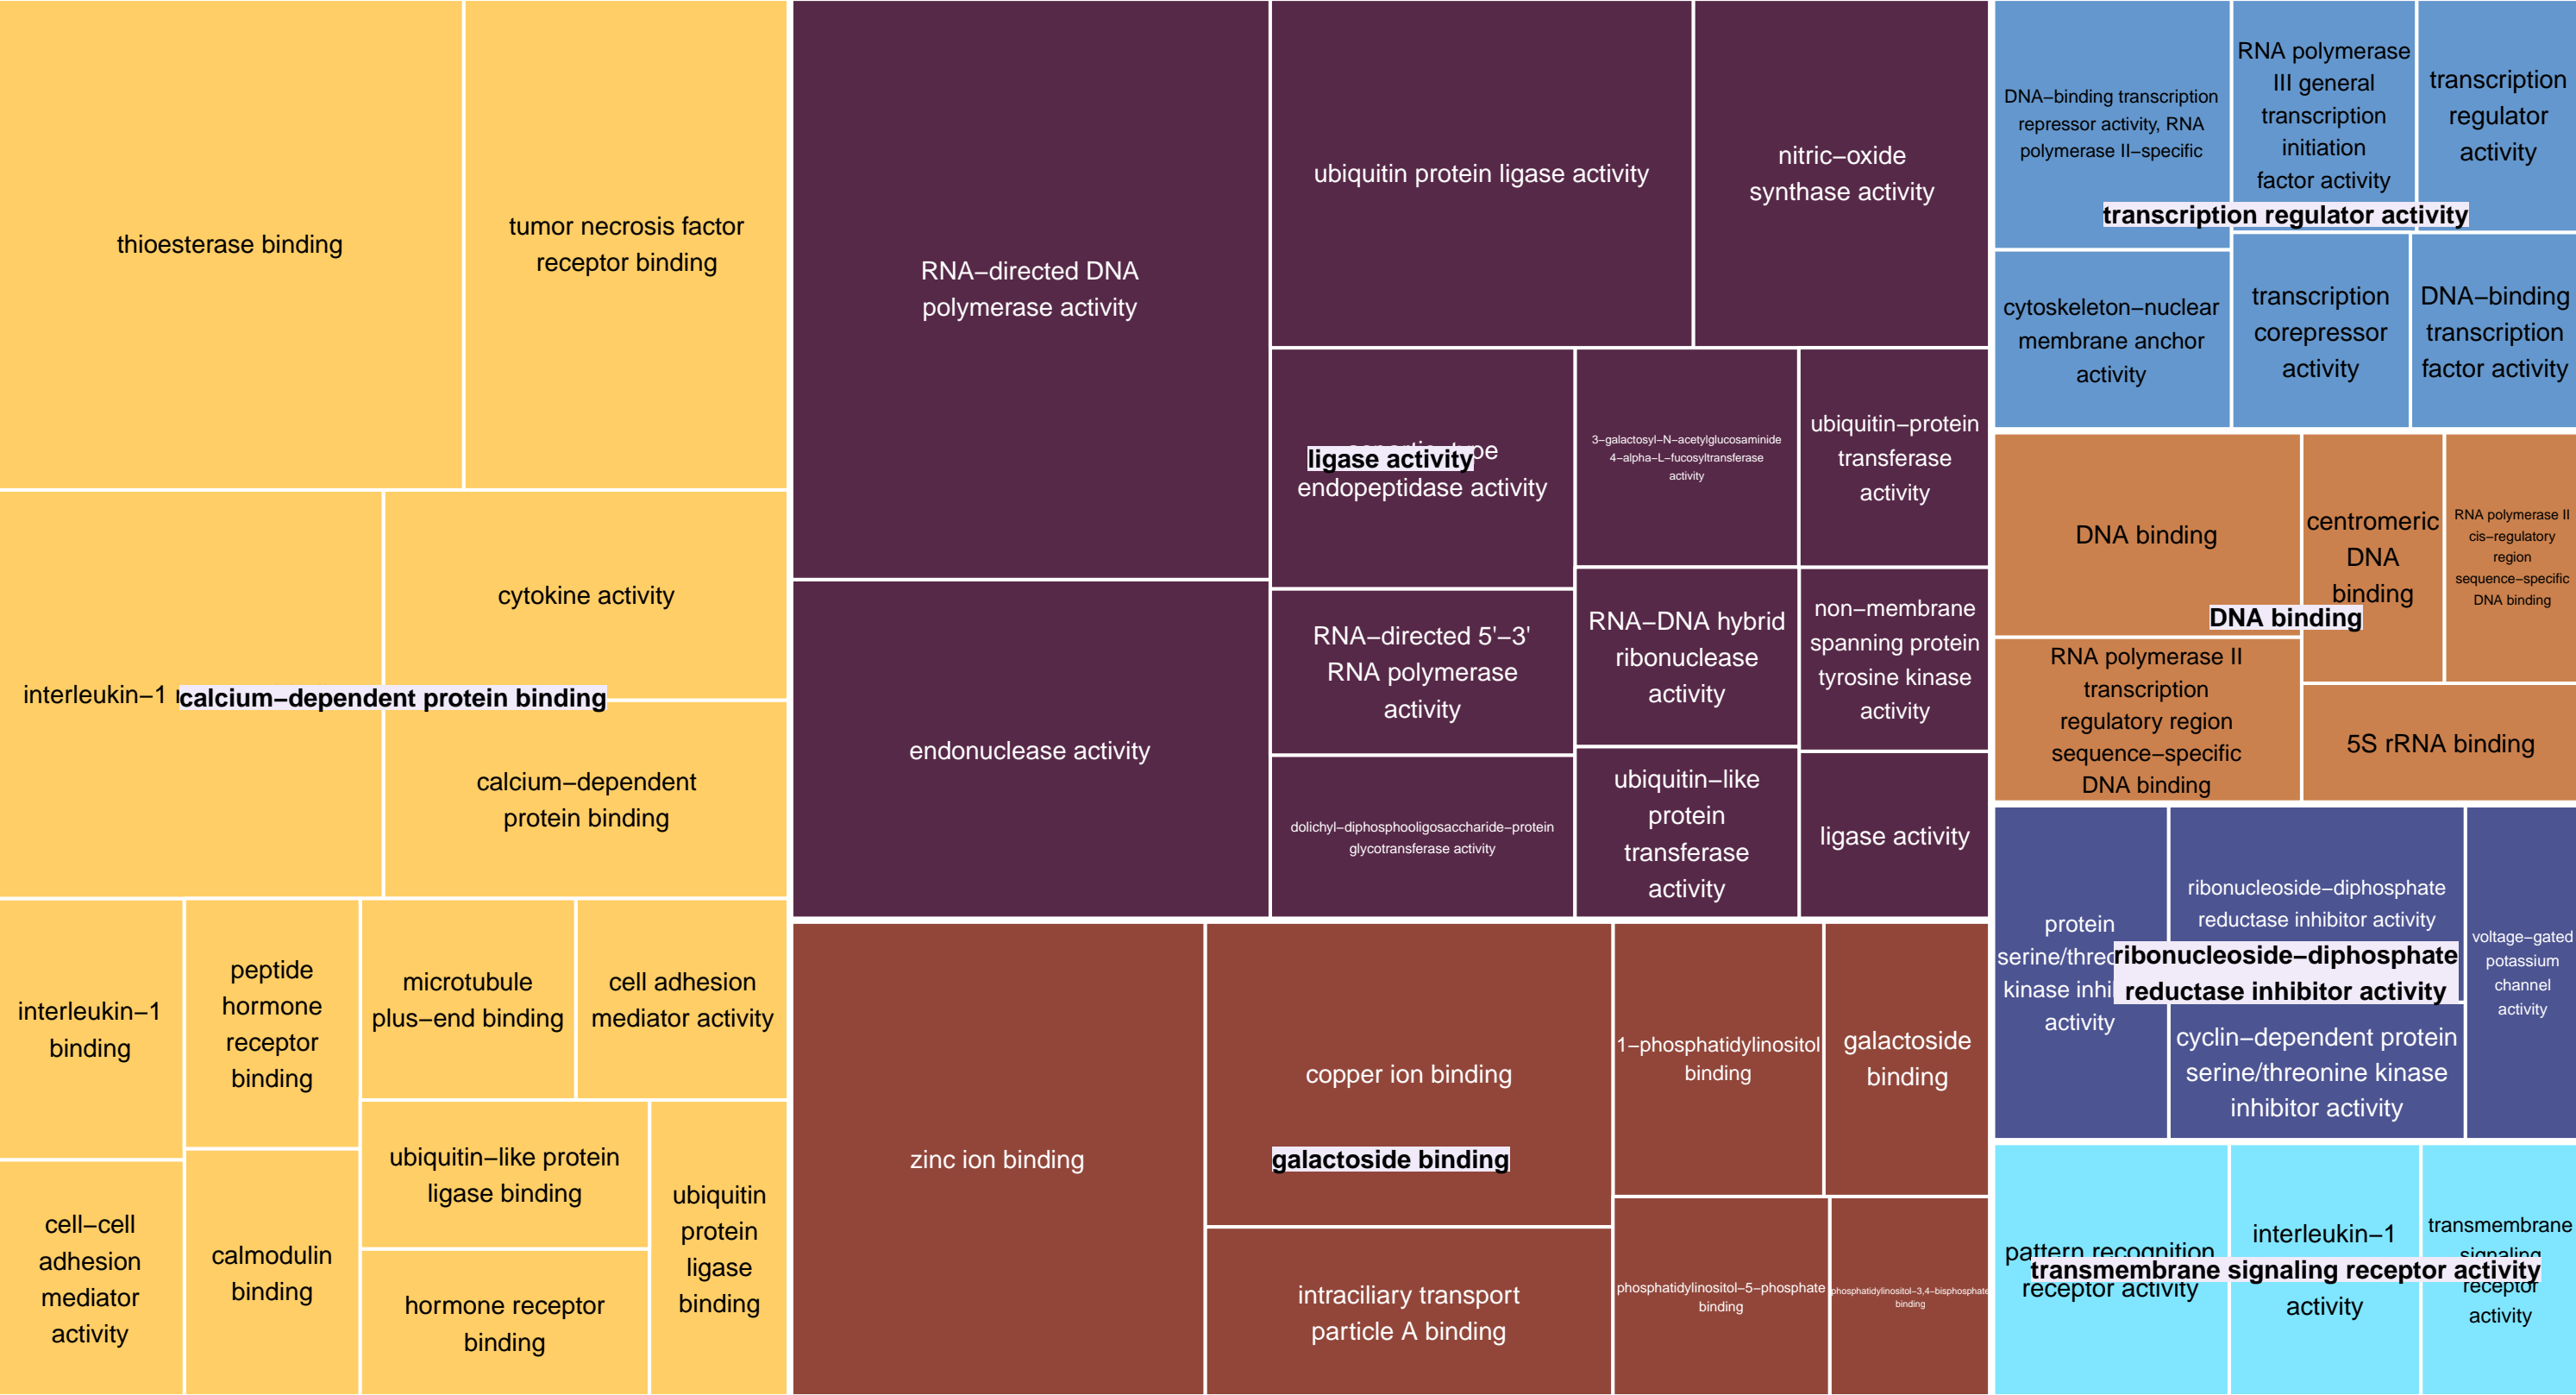 thioesterase binding
tumor necrosis factor
receptor binding
interleukin−1
calcium−dependent protein binding
cytokine activity
calcium−dependent
protein binding
interleukin−1
binding
peptide
hormone
receptor
binding
microtubule
plus−end binding
cell adhesion
mediator activity
cell−cell
adhesion
mediator
activity
calmodulin
binding
ubiquitin−like protein
ligase binding
hormone receptor
binding
ubiquitin
protein
ligase
binding
RNA−directed DNA
polymerase activity
endonuclease activity
ubiquitin protein ligase activity
nitric−oxide
synthase activity
ligase activity
endopeptidase activity
3−galactosyl−N−acetylglucosaminide
4−alpha−L−fucosyltransferase
activity
ubiquitin−protein
transferase
activity
RNA−directed 5'−3'
RNA polymerase
activity
RNA−DNA hybrid
ribonuclease
activity
non−membrane
spanning protein
tyrosine kinase
activity
dolichyl−diphosphooligosaccharide−protein
glycotransferase activity
ubiquitin−like
protein
transferase
activity
ligase activity
zinc ion binding
copper ion binding
galactoside binding
intraciliary transport
particle A binding
1−phosphatidylinositol
binding
galactoside
binding
phosphatidylinositol−5−phosphate
binding
phosphatidylinositol−3,4−bisphosphate
binding
DNA−binding transcription
repressor activity, RNA
polymerase II−specific
RNA polymerase
III general
transcription
initiation
factor activity
transcription
regulator
activity
transcription regulator activity
cytoskeleton−nuclear
membrane anchor
activity
transcription
corepressor
activity
DNA−binding
transcription
factor activity
DNA binding
centromeric
DNA
binding
RNA polymerase II
cis−regulatory
region
sequence−specific
DNA binding
DNA binding
RNA polymerase II
transcription
regulatory region
sequence−specific
DNA binding
5S rRNA binding
protein
kinase
activity
ribonucleoside−diphosphate
reductase inhibitor activity
ribonucleoside−diphosphate
reductase inhibitor activity
cyclin−dependent protein
serine/threonine kinase
inhibitor activity
voltage−gated
potassium
channel
activity
pattern recognition
receptor activity
interleukin−1
activity
transmembrane
signaling
receptor
activity
transmembrane signaling receptor activity